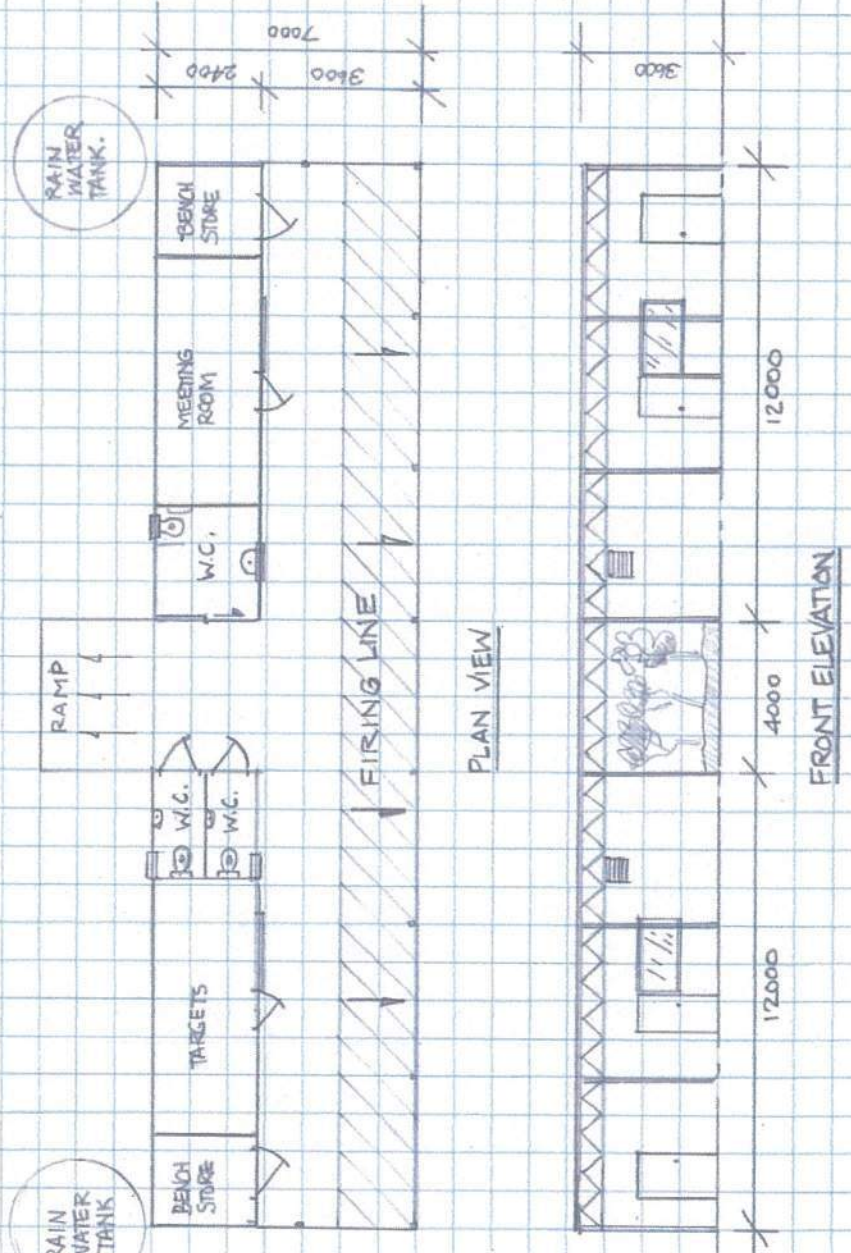 7000
2400
3600
3600
RAIN
WATER
TANK.
BENCH
STORE
MEETING
ROOM
W.C.
RAMP
W.C.
W.C.
TARGETS
BENCH
STORE
RAIN
WATER
TANK
FIRING LINE
PLAN VIEW
12000
4000
12000
FRONT ELEVATION